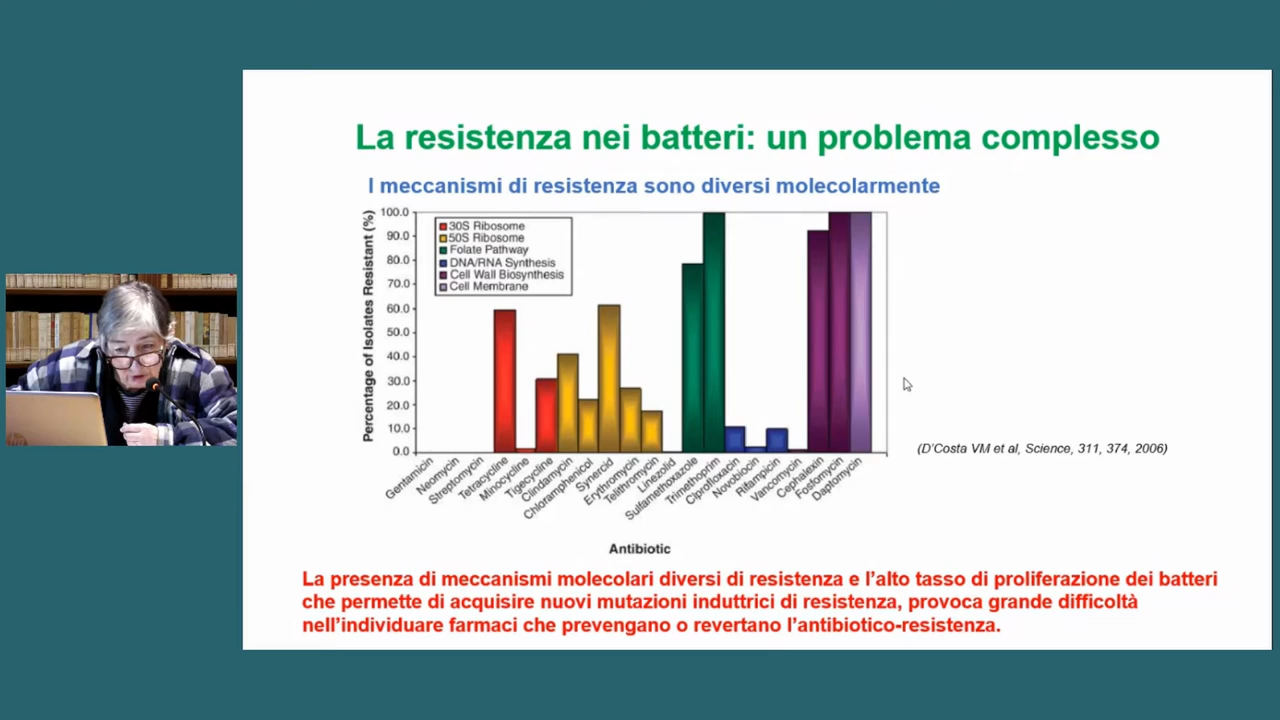 La resistenza nei batteri: un problema complesso
I meccanismi di resistenza sono diversi molecolarmente
Percentage of Isolates Resistant (%)
100.0
90.0
80.0
70.0
60.0
50.0
40.0
30.0
20.0
10.0
0.0
30S Ribosome
50S Ribosome
Folate Pathway
DNA/RNA Synthesis
Cell Wall Biosynthesis
Cell Membrane
Gentamicin
Neomycin
Streptomycin
Tetracycline
Minocycline
Tigecycline
Clindamycin
Chloramphenicol
Synercid
Erythromycin
Telithromycin
Linezolid
Sulfamethoxazole
Trimethoprim
Ciprofloxacin
Novobiocin
Rifampicin
Vancomycin
Cephalexin
Fosfomycin
Daptomycin
Antibiotic
(D'Costa VM et al, Science, 311, 374, 2006)
La presenza di meccanismi molecolari diversi di resistenza e l'alto tasso di proliferazione dei batteri
che permette di acquisire nuovi mutazioni induttrici di resistenza, provoca grande difficoltà
nell'individuare farmaci che prevengano o revertano l'antibiotico-resistenza.